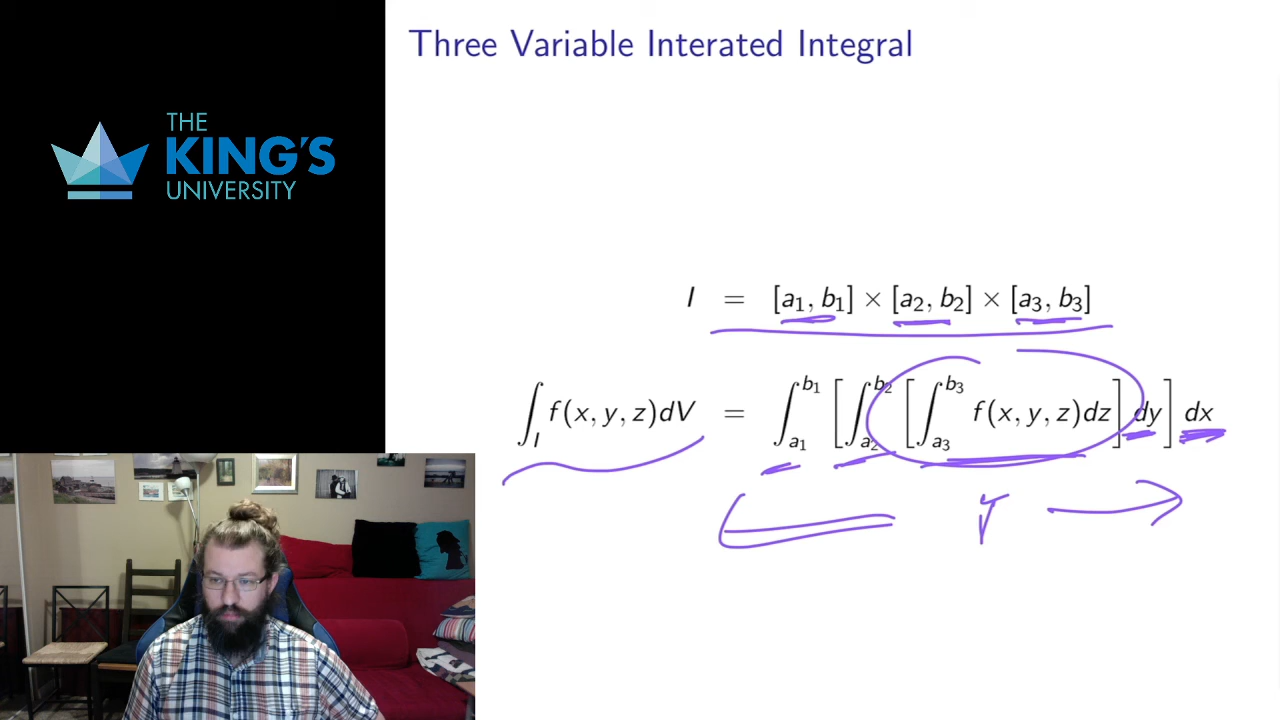 THE
KING'S
UNIVERSITY
Three Variable Interated Integral
I = [a₁, b₁] × [a₂, b₂] × [a₃, b₃]
∫_I f(x, y, z)dV = ∫_{a₁}^{b₁} [∫_{a₂}^{b₂} [∫_{a₃}^{b₃} f(x, y, z)dz] dy] dx